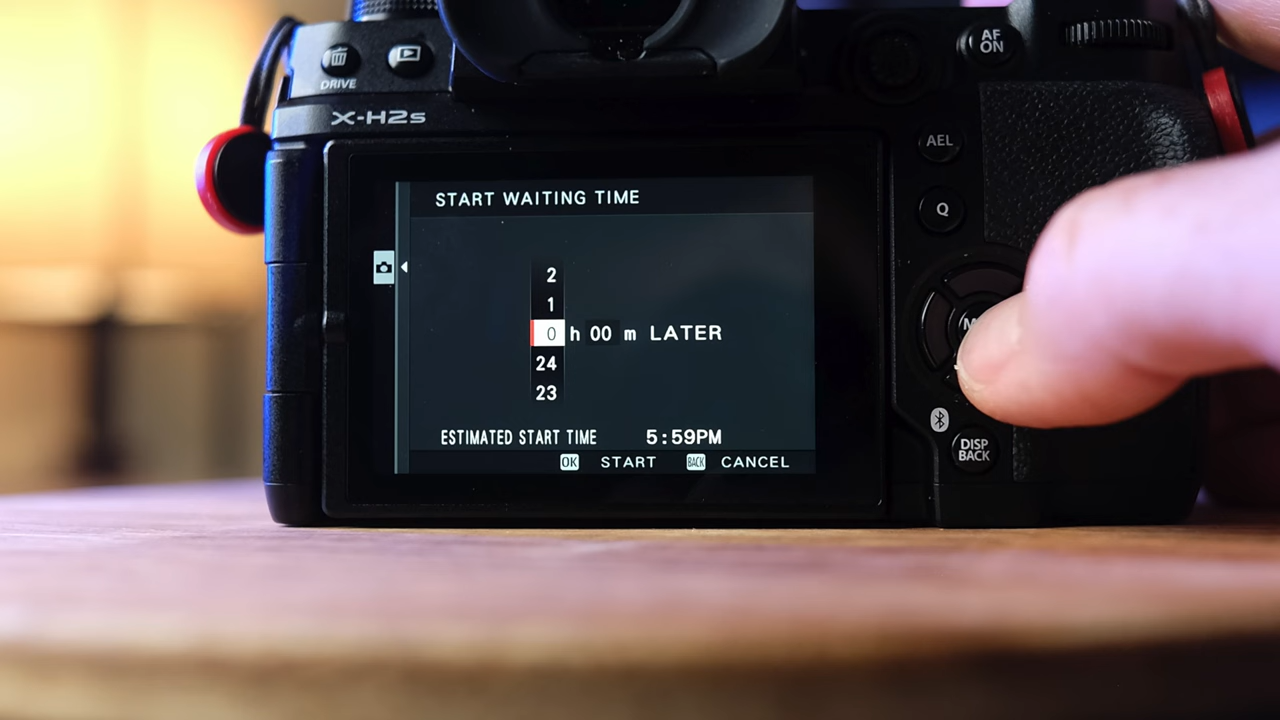 DRIVE
AF
ON
X-H2s
AEL
START WAITING TIME
Q
2
1
0 h 00 m LATER
24
23
ESTIMATED START TIME 5:59PM
OK START BACK CANCEL
DISP
BACK